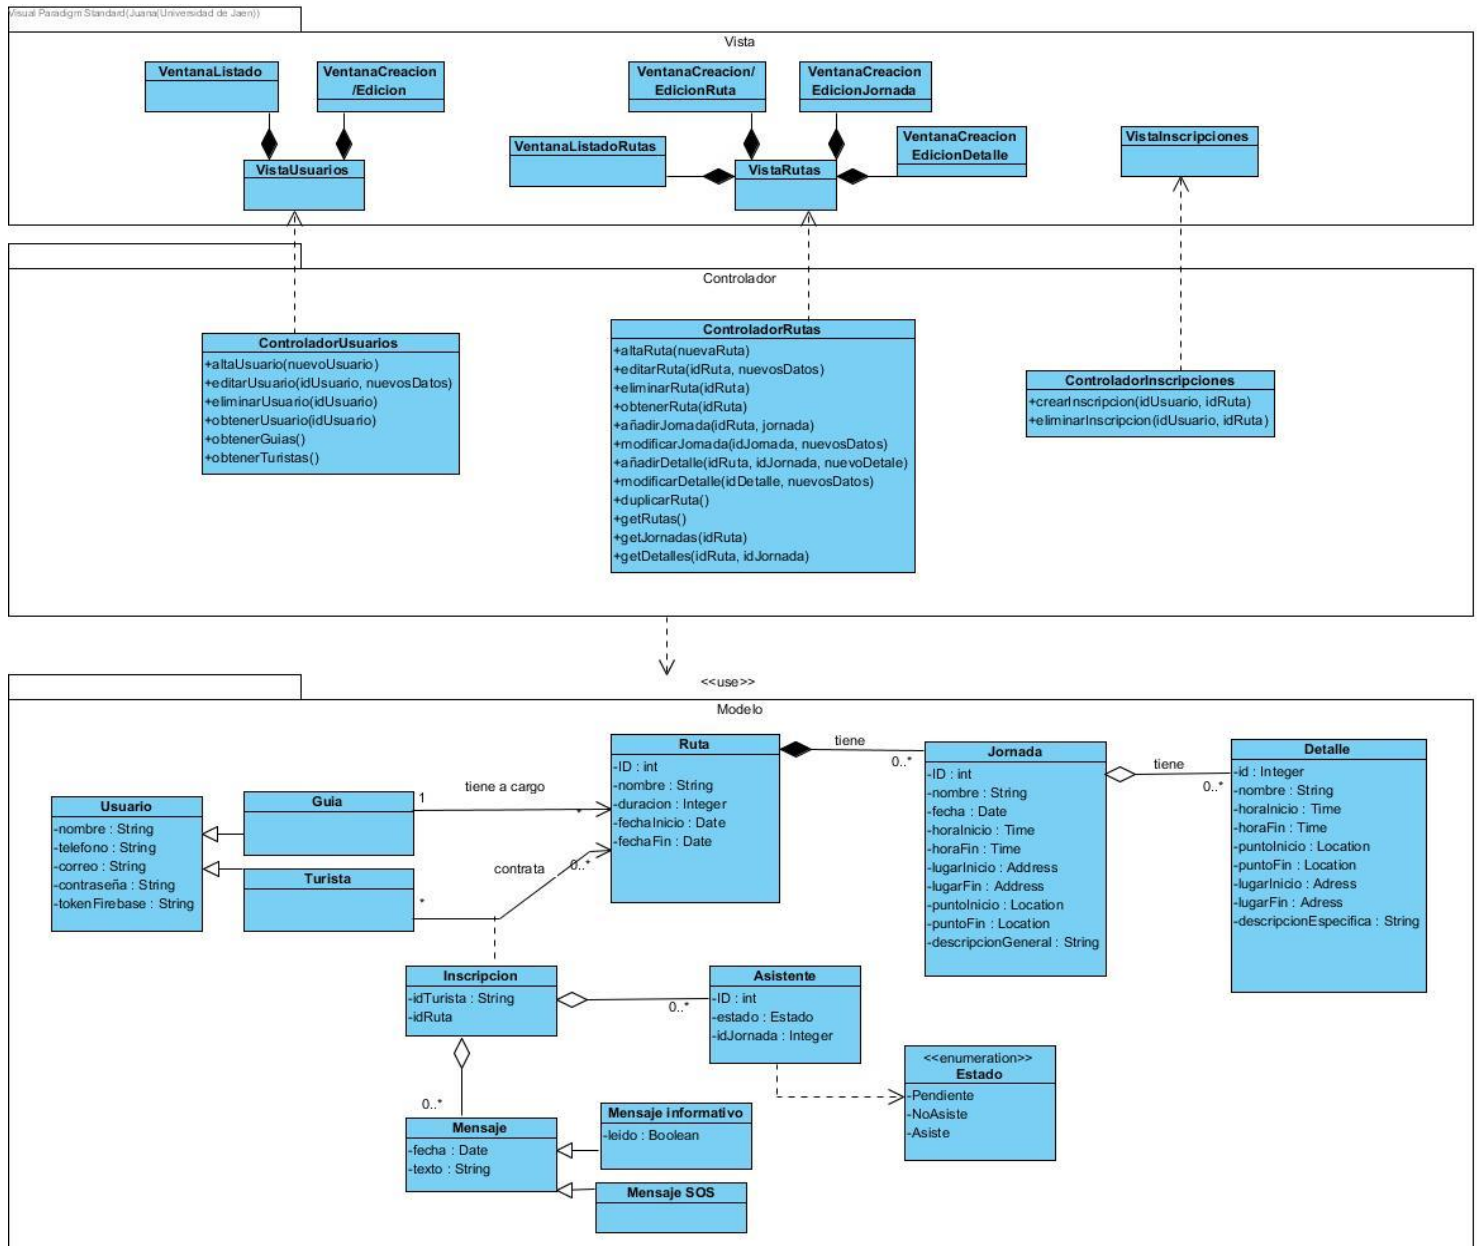 Visual Paradigm Standard(Juana(Universidad de Jaen))
Vista
VentanaListado
VentanaCreacion
/Edicion
VistaUsuarios
VentanaCreacion/
EdicionRuta
VentanaCreacion
EdicionJornada
VentanaListadoRutas
VentanaCreacion
EdicionDetalle
VistaRutas
VistaInscripciones
Controlador
ControladorUsuarios
+altaUsuario(nuevoUsuario)
+editarUsuario(idUsuario, nuevosDatos)
+eliminarUsuario(idUsuario)
+obtenerUsuario(idUsuario)
+obtenerGuias()
+obtenerTuristas()
ControladorRutas
+altaRuta(nuevaRuta)
+editarRuta(idRuta, nuevosDatos)
+eliminarRuta(idRuta)
+obtenerRuta(idRuta)
+añadirJornada(idRuta, jornada)
+modificarJornada(idJornada, nuevosDatos)
+añadirDetalle(idRuta, idJornada, nuevoDetale)
+modificarDetalle(idDetalle, nuevosDatos)
+duplicarRuta()
+getRutas()
+getJornadas(idRuta)
+getDetalles(idRuta, idJornada)
ControladorInscripciones
+crearInscripcion(idUsuario, idRuta)
+eliminarInscripcion(idUsuario, idRuta)
<<use>>
Modelo
Usuario
-nombre : String
-telefono : String
-correo : String
-contraseña : String
-tokenFirebase : String
Guia
Turista
1
tiene a cargo
*
*
contrata
0..*
Ruta
-ID : int
-nombre : String
-duracion : Integer
-fechaInicio : Date
-fechaFin : Date
tiene
0..*
Jornada
-ID : int
-nombre : String
-fecha : Date
-horaInicio : Time
-horaFin : Time
-lugarInicio : Address
-lugarFin : Address
-puntoInicio : Location
-puntoFin : Location
-descripcionGeneral : String
tiene
0..*
Detalle
-id : Integer
-nombre : String
-horaInicio : Time
-horaFin : Time
-puntoInicio : Location
-puntoFin : Location
-lugarInicio : Adress
-lugarFin : Adress
-descripcionEspecifica : String
Inscripcion
-idTurista : String
-idRuta
0..*
Asistente
-ID : int
-estado : Estado
-idJornada : Integer
<<enumeration>>
Estado
-Pendiente
-NoAsiste
-Asiste
0..*
Mensaje
-fecha : Date
-texto : String
Mensaje informativo
-leido : Boolean
Mensaje SOS